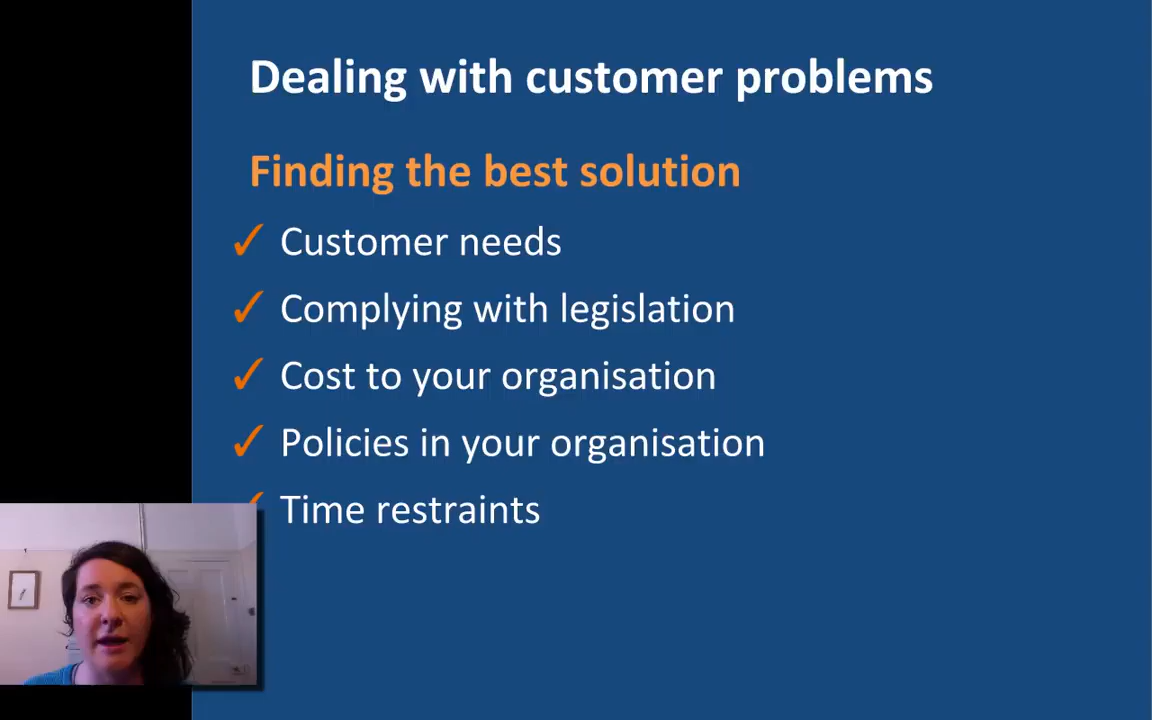 Dealing with customer problems
Finding the best solution
✓ Customer needs
✓ Complying with legislation
✓ Cost to your organisation
✓ Policies in your organisation
✓ Time restraints